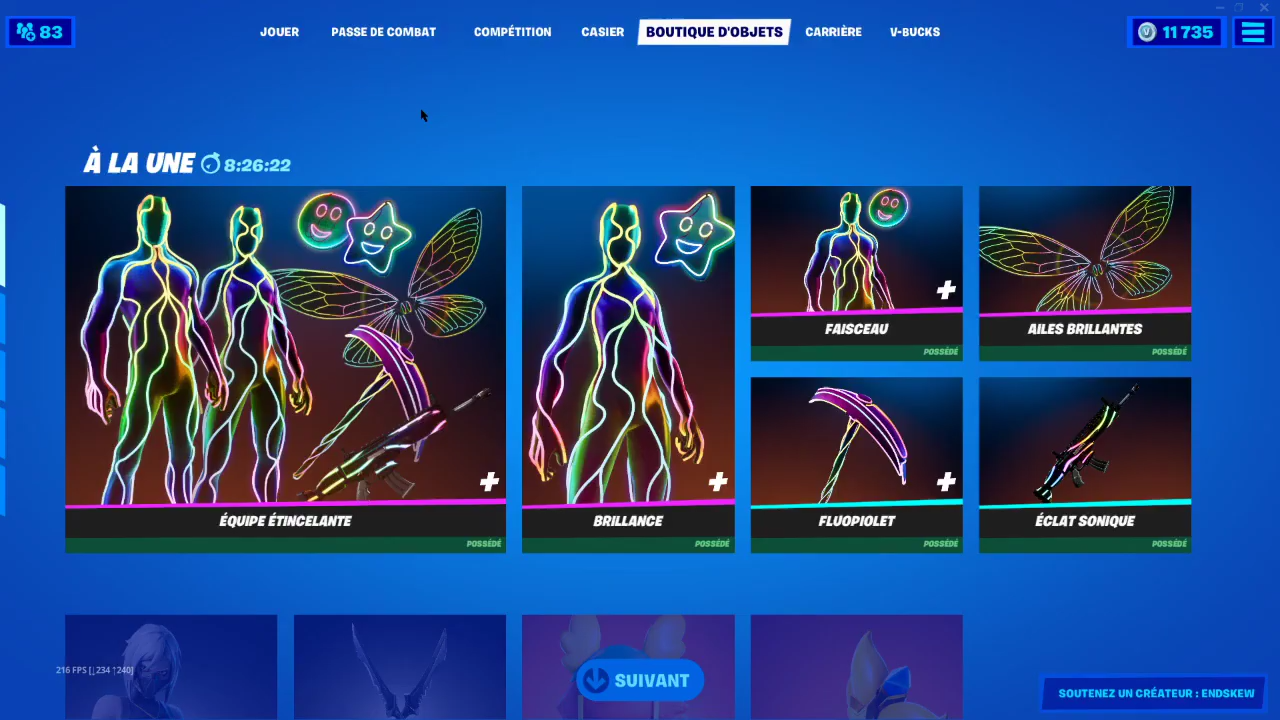 83
JOUER
PASSE DE COMBAT
COMPÉTITION
CASIER
BOUTIQUE D'OBJETS
CARRIÈRE
V-BUCKS
11 735
À LA UNE 8:26:22
ÉQUIPE ÉTINCELANTE
POSSÉDÉ
BRILLANCE
POSSÉDÉ
FAISCEAU
POSSÉDÉ
AILES BRILLANTES
POSSÉDÉ
FLUOPIOLET
POSSÉDÉ
ÉCLAT SONIQUE
POSSÉDÉ
216 FPS [↓234 ↑240]
SUIVANT
SOUTENEZ UN CRÉATEUR : ENDSKEW